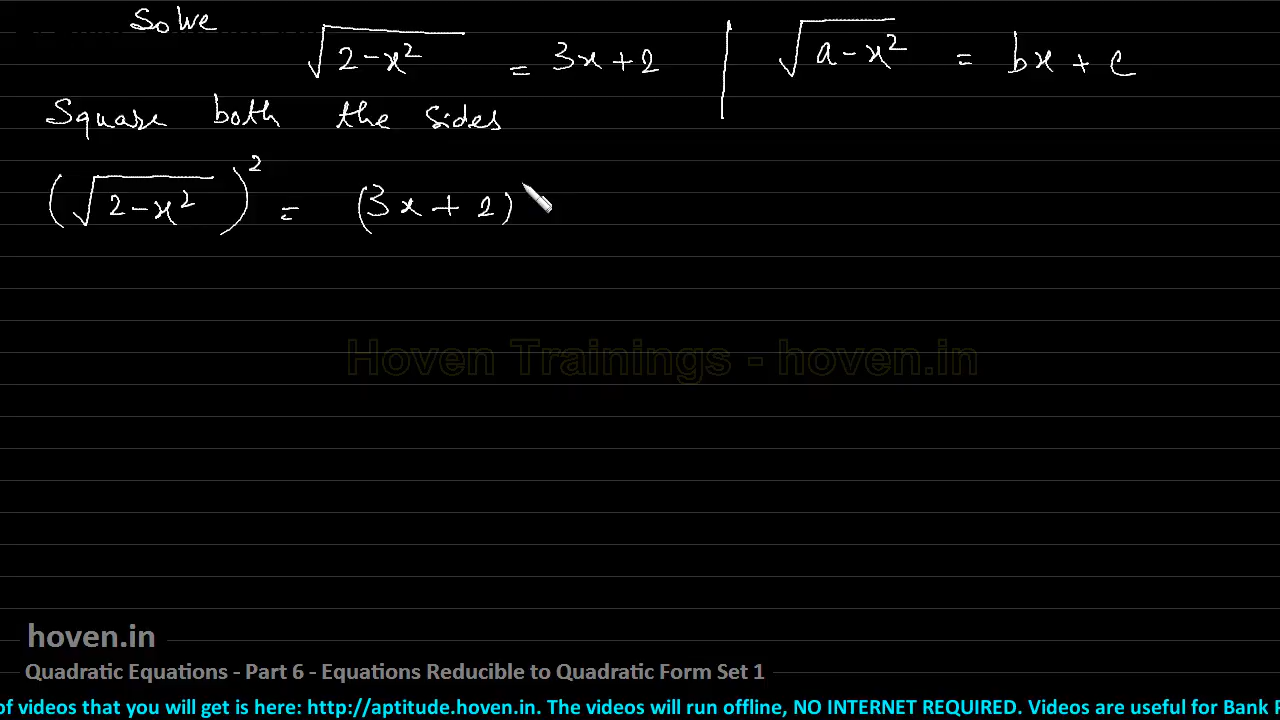 Solve
√(2-x²) = 3x+2 | √(a-x²) = bx+c
Square both the sides
(√(2-x²))² = (3x+2)
Hoven Trainings - hoven.in
hoven.in
Quadratic Equations - Part 6 - Equations Reducible to Quadratic Form Set 1
of videos that you will get is here: http://aptitude.hoven.in. The videos will run offline, NO INTERNET REQUIRED. Videos are useful for Bank